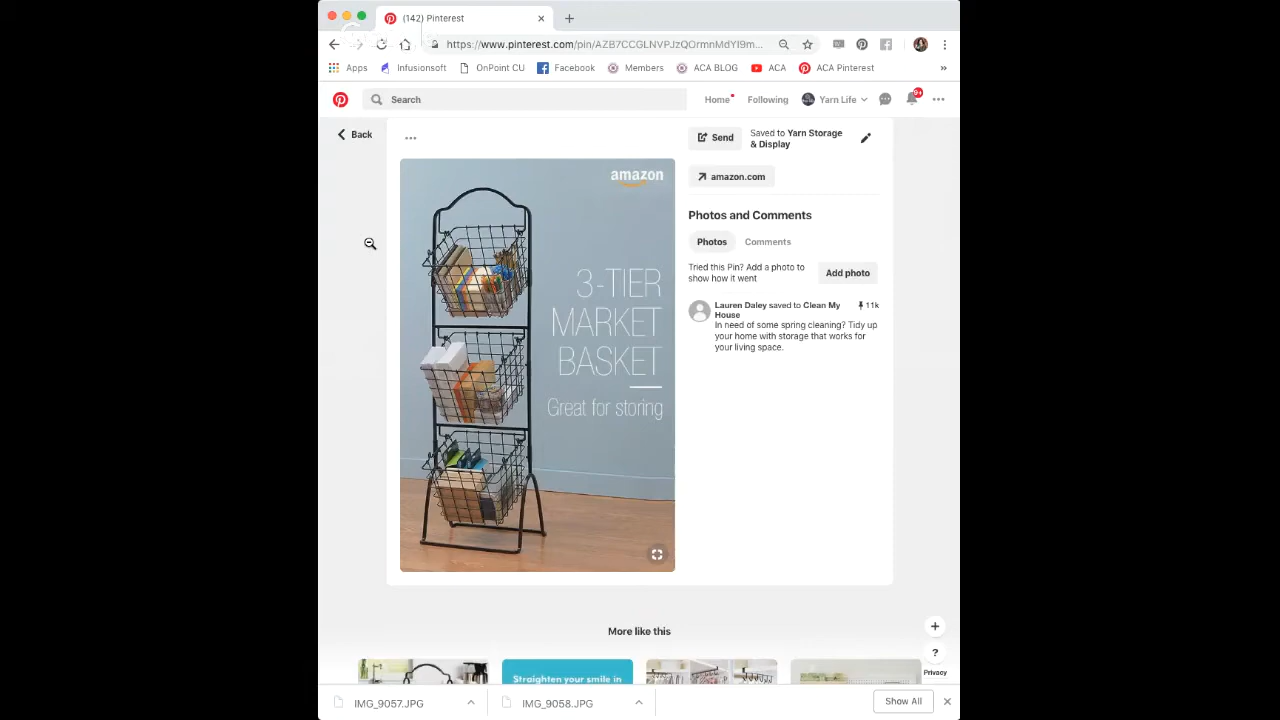 (142) Pinterest
https://www.pinterest.com/pin/AZB7CCGLNVPJzQOrmnMdYI9m...
Apps Infusionsoft OnPoint CU Facebook Members ACA BLOG ACA ACA Pinterest »
Search
Home Following Yarn Life 9+
Back
Send
Saved to Yarn Storage
& Display
amazon.com
amazon
3-TIER
MARKET
BASKET
Great for storing
Photos and Comments
Photos Comments
Tried this Pin? Add a photo to
show how it went
Add photo
Lauren Daley saved to Clean My
House
11k
In need of some spring cleaning? Tidy up
your home with storage that works for
your living space.
More like this
Straighten your smile in
?
Privacy
IMG_9057.JPG IMG_9058.JPG Show All